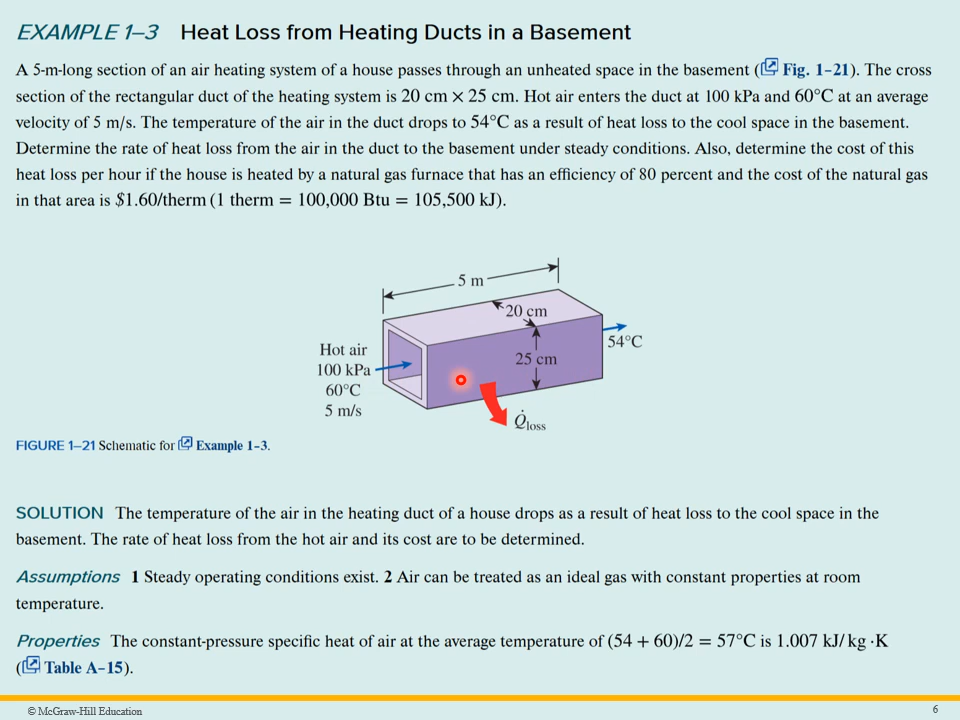 EXAMPLE 1–3 Heat Loss from Heating Ducts in a Basement
A 5-m-long section of an air heating system of a house passes through an unheated space in the basement (Fig. 1–21). The cross
section of the rectangular duct of the heating system is 20 cm × 25 cm. Hot air enters the duct at 100 kPa and 60°C at an average
velocity of 5 m/s. The temperature of the air in the duct drops to 54°C as a result of heat loss to the cool space in the basement.
Determine the rate of heat loss from the air in the duct to the basement under steady conditions. Also, determine the cost of this
heat loss per hour if the house is heated by a natural gas furnace that has an efficiency of 80 percent and the cost of the natural gas
in that area is $1.60/therm (1 therm = 100,000 Btu = 105,500 kJ).
5 m
20 cm
54°C
Hot air
100 kPa
60°C
5 m/s
25 cm
Q̇loss
FIGURE 1–21 Schematic for Example 1–3.
SOLUTION The temperature of the air in the heating duct of a house drops as a result of heat loss to the cool space in the
basement. The rate of heat loss from the hot air and its cost are to be determined.
Assumptions 1 Steady operating conditions exist. 2 Air can be treated as an ideal gas with constant properties at room
temperature.
Properties The constant-pressure specific heat of air at the average temperature of (54 + 60)/2 = 57°C is 1.007 kJ/kg·K
(Table A–15).
© McGraw-Hill Education
6